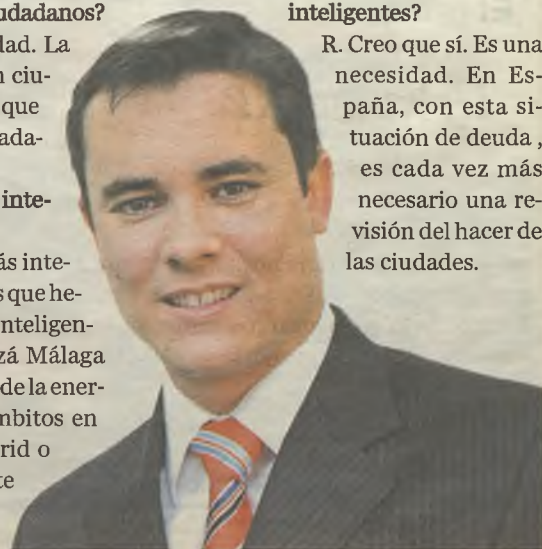 udadanos?
dad. La
n ciu-
que
ada-
inte-
ás inte-
s que he-
nteligen-
zá Málaga
de la ener-
mbitos en
rid o
te
inteligentes?
R. Creo que sí. Es una
necesidad. En Es-
paña, con esta si-
tuación de deuda ,
es cada vez más
necesario una re-
visión del hacer de
las ciudades.